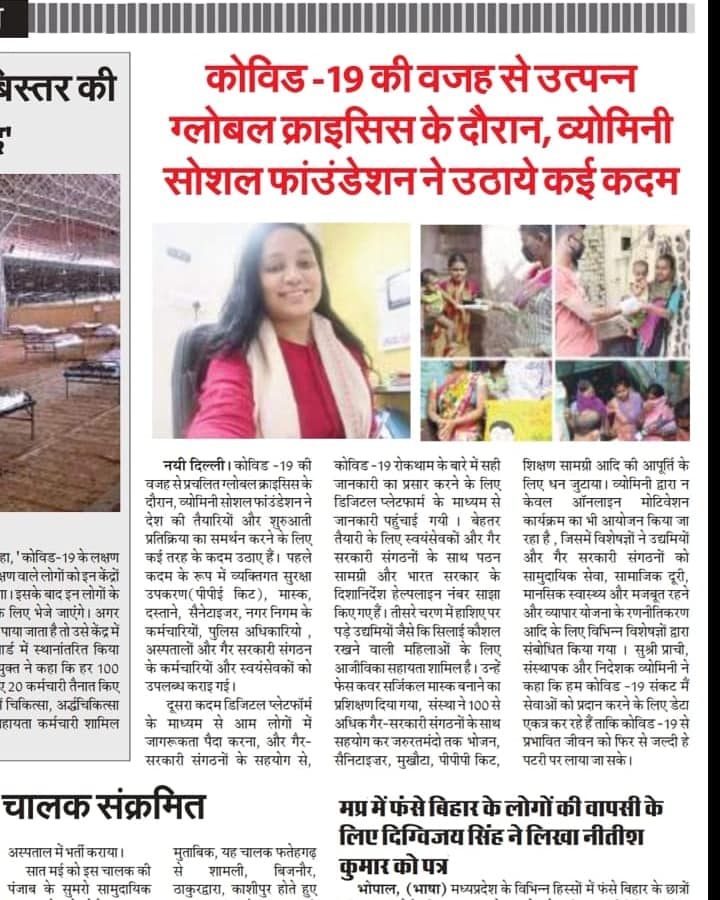 बिस्तर की
कोविड -19 की वजह से उत्पन्न
ग्लोबल क्राइसिस के दौरान, व्योमिनी
सोशल फांउंडेशन ने उठाये कई कदम
हा, 'कोविड-19 के लक्षण
क्षण वाले लोगों को इन केंद्रों
गा। इसके बाद इन लोगों के
लिए भेजे जाएंगे। अगर
पाया जाता है तो उसे केंद्र में
वार्ड में स्थानांतरित किया
युक्त ने कहा कि हर 100
20 कर्मचारी तैनात किए
चिकित्सा, अर्द्धचिकित्सा
हायता कर्मचारी शामिल
नयी दिल्ली। कोविड -19 की
वजह से प्रचलित ग्लोबल क्राइसिस के
दौरान, व्योमिनी सोशल फांउंडेशन ने
देश की तैयारियों और शुरुआती
प्रतिक्रिया का समर्थन करने के लिए
कई तरह के कदम उठाए हैं। पहले
कदम के रूप में व्यक्तिगत सुरक्षा
उपकरण(पीपीई किट), मास्क,
दस्ताने, सैनेटाइजर, नगर निगम के
कर्मचारियों, पुलिस अधिकारियो ,
अस्पतालों और गैर सरकारी संगठन
के कर्मचारियों और स्वयंसेवकों को
उपलब्ध कराइ गई।
दूसरा कदम डिजिटल प्लेटफॉर्म
के माध्यम से आम लोगों में
जागरूकता पैदा करना, और गैर-
सरकारी संगठनों के सहयोग से,
कोविड -19 रोकथाम के बारे में सही
जानकारी का प्रसार करने के लिए
डिजिटल प्लेटफार्म के माध्यम से
जानकारी पहुंचाई गयी । बेहतर
तैयारी के लिए स्वयंसेवकों और गैर
सरकारी संगठनों के साथ पठन
सामग्री और भारत सरकार के
दिशानिर्देश हेल्पलाइन नंबर साझा
किए गए हैं। तीसरे चरण में हाशिए पर
पड़े उद्यमियों जैसे कि सिलाई कौशल
रखने वाली महिलाओं के लिए
आजीविका सहायता शामिल है। उन्हें
फेस कवर सर्जिकल मास्क बनाने का
प्रशिक्षण दिया गया, संस्था ने 100 से
अधिक गैर-सरकारी संगठनों के साथ
सहयोग कर जरुरतमंदो तक भोजन,
सैनिटाइजर, मुखौटा, पीपीपी किट,
शिक्षण सामग्री आदि की आपूर्ति के
लिए धन जुटाया। व्योमिनी द्वारा न
केवल ऑनलाइन मोटिवेशन
कार्यक्रम का भी आयोजन किया जा
रहा है , जिसमें विशेषज्ञों ने उद्यमियों
और गैर सरकारी संगठनों को
सामुदायिक सेवा, सामाजिक दूरी,
मानसिक स्वास्थ्य और मजबूत रहने
और व्यापार योजना के रणनीतिकरण
आदि के लिए विभिन्न विशेषज्ञों द्वारा
संबोधित किया गया । सुश्री प्राची,
संस्थापक और निदेशक व्योमिनी ने
कहा कि हम कोविड -19 संकट में
सेवाओं को प्रदान करने के लिए डेटा
एकत्र कर रहे हैं ताकि कोविड -19 से
प्रभावित जीवन को फिर से जल्दी हे
पटरी पर लाया जा सके।
चालक संक्रमित
अस्पताल में भर्ती कराया।
सात मई को इस चालक की
पंजाब के सुमरो सामुदायिक
मुताबिक, यह चालक फतेहगढ़
से शामली, बिजनौर,
ठाकुरद्वारा, काशीपुर होते हुए
मप्र में फंसे बिहार के लोगों की वापसी के
लिए दिग्विजय सिंह ने लिखा नीतीश
कुमार को पत्र
भोपाल, (भाषा) मध्यप्रदेश के विभिन्न हिस्सों में फंसे बिहार के छात्रों